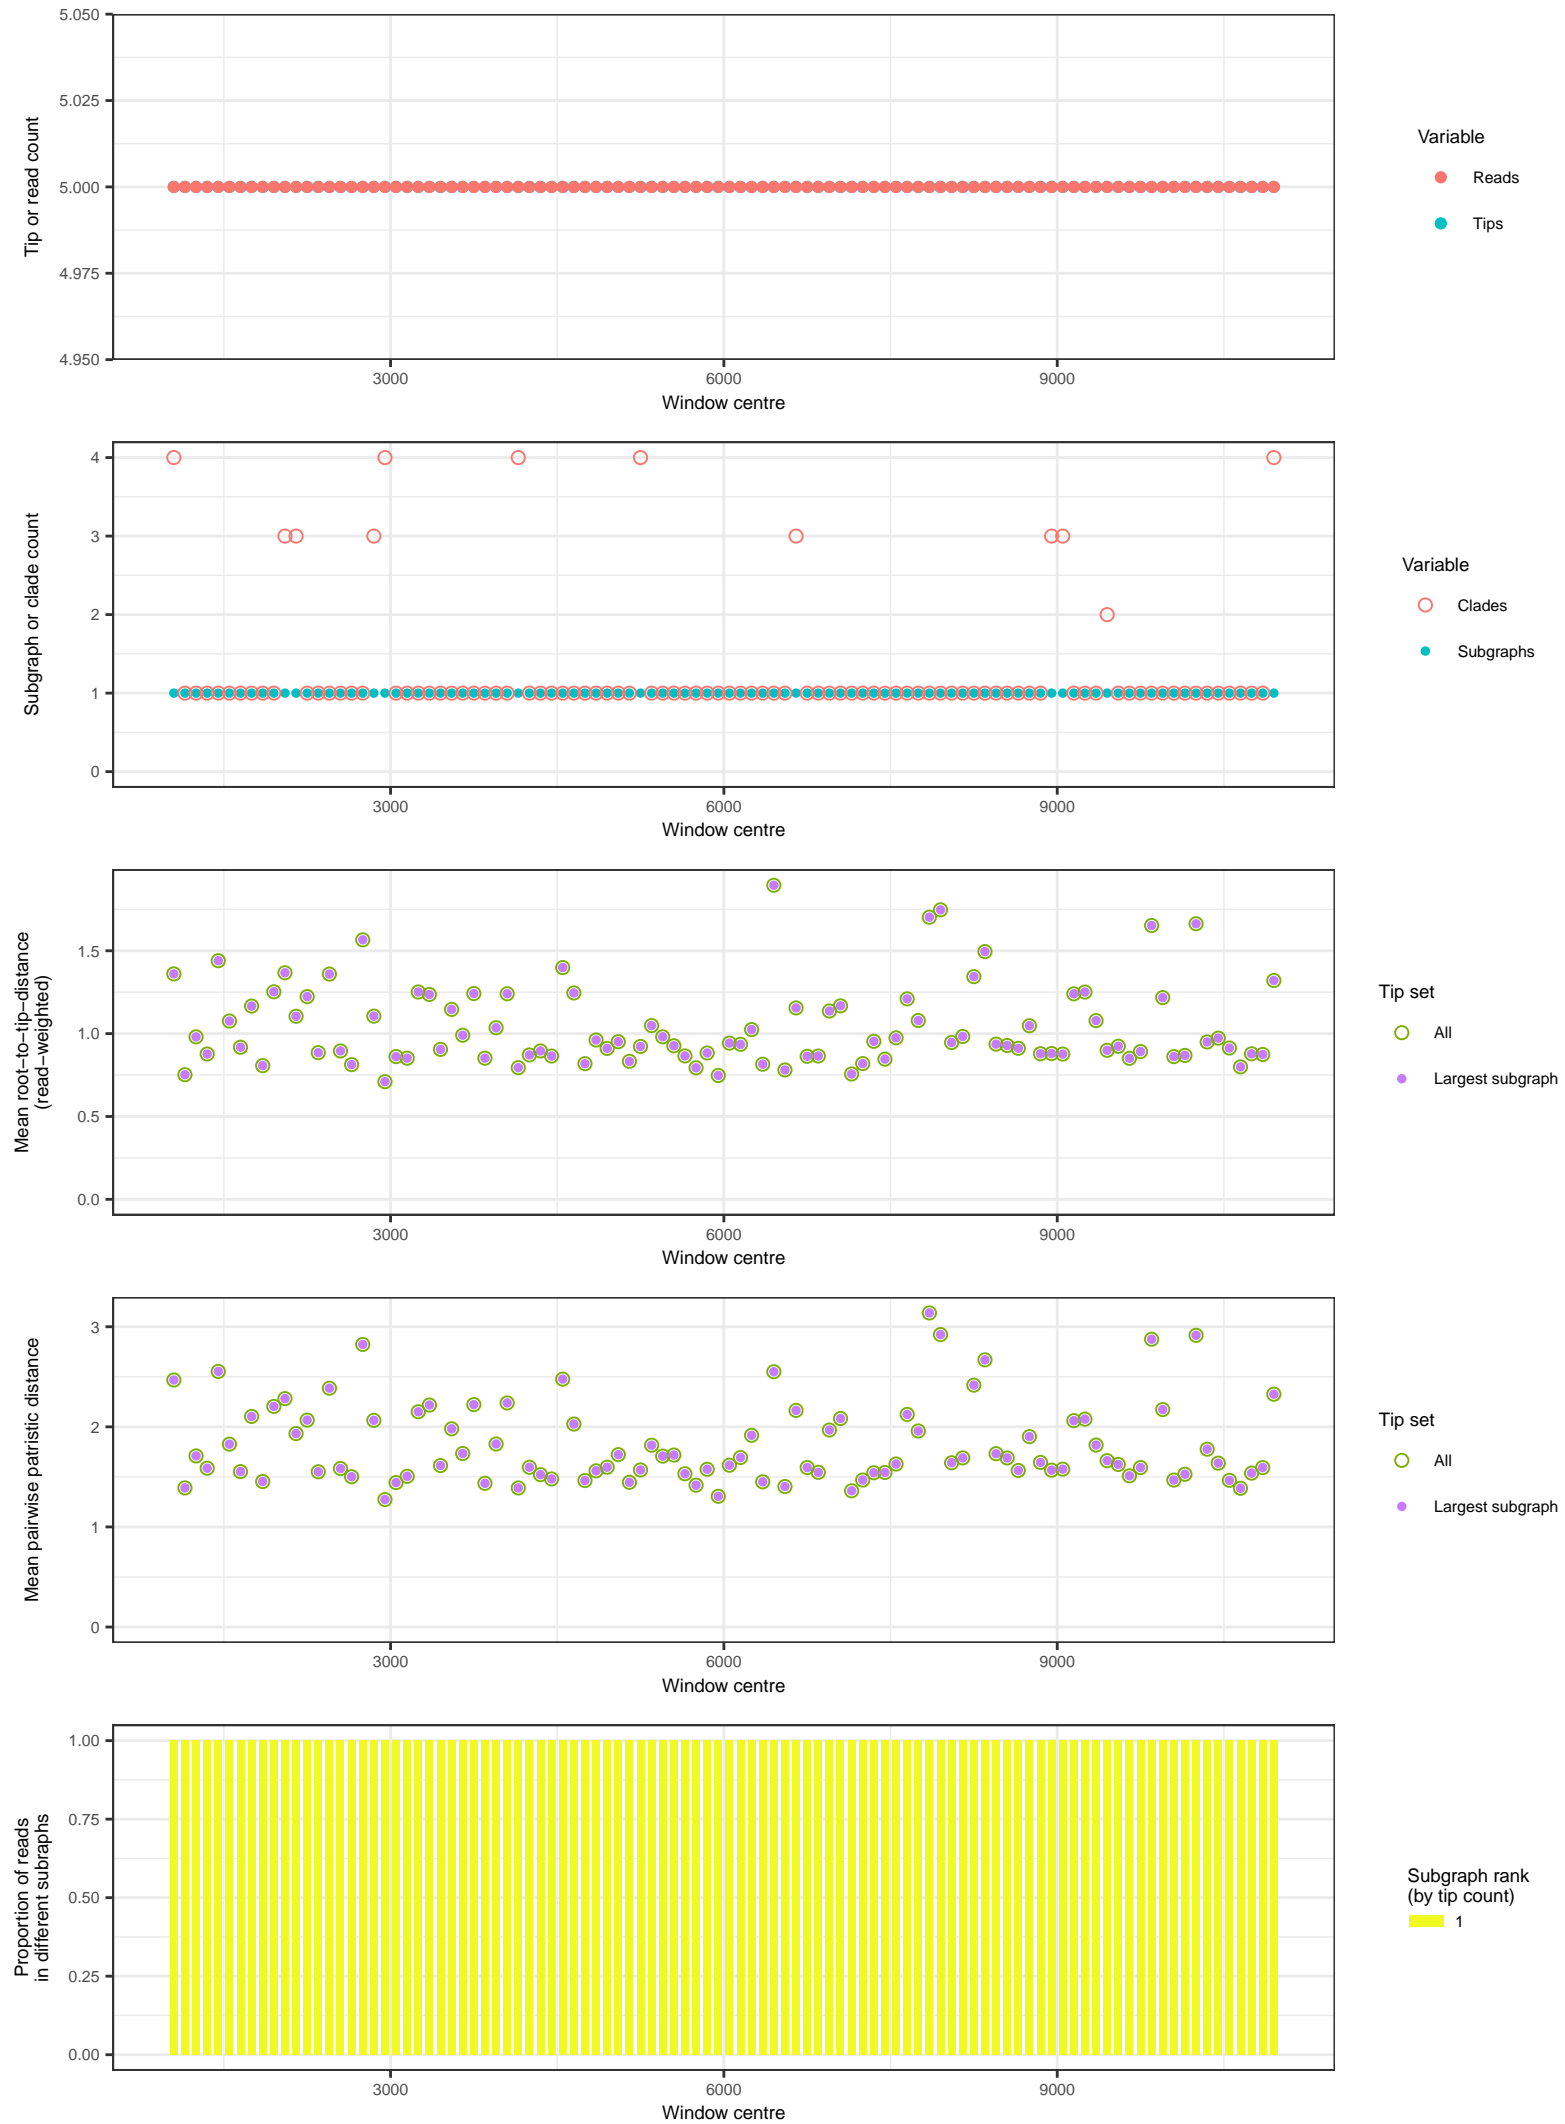 5.050
5.025
5.000
4.975
4.950
Tip or read count
3000
6000
9000
Window centre
Variable
Reads
Tips
4
3
2
1
0
Subgraph or clade count
3000
6000
9000
Window centre
Variable
Clades
Subgraphs
1.5
1.0
0.5
0.0
Mean root−to−tip−distance
(read−weighted)
3000
6000
9000
Window centre
Tip set
All
Largest subgraph
3
2
1
0
Mean pairwise patristic distance
3000
6000
9000
Window centre
Tip set
All
Largest subgraph
1.00
0.75
0.50
0.25
0.00
Proportion of reads
in different subraphs
3000
6000
9000
Window centre
Subgraph rank
(by tip count)
1